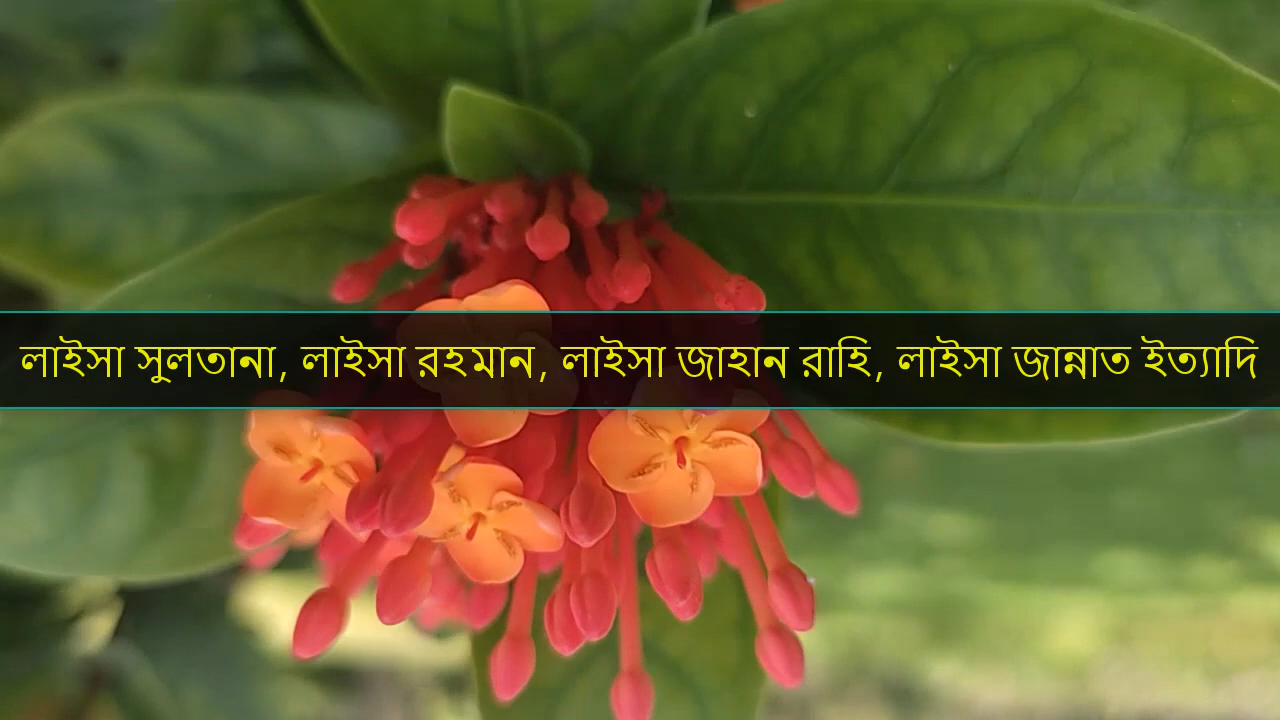 লাইসা সুলতানা, লাইসা রহমান, লাইসা জাহান রাহি, লাইসা জান্নাত ইত্যাদি